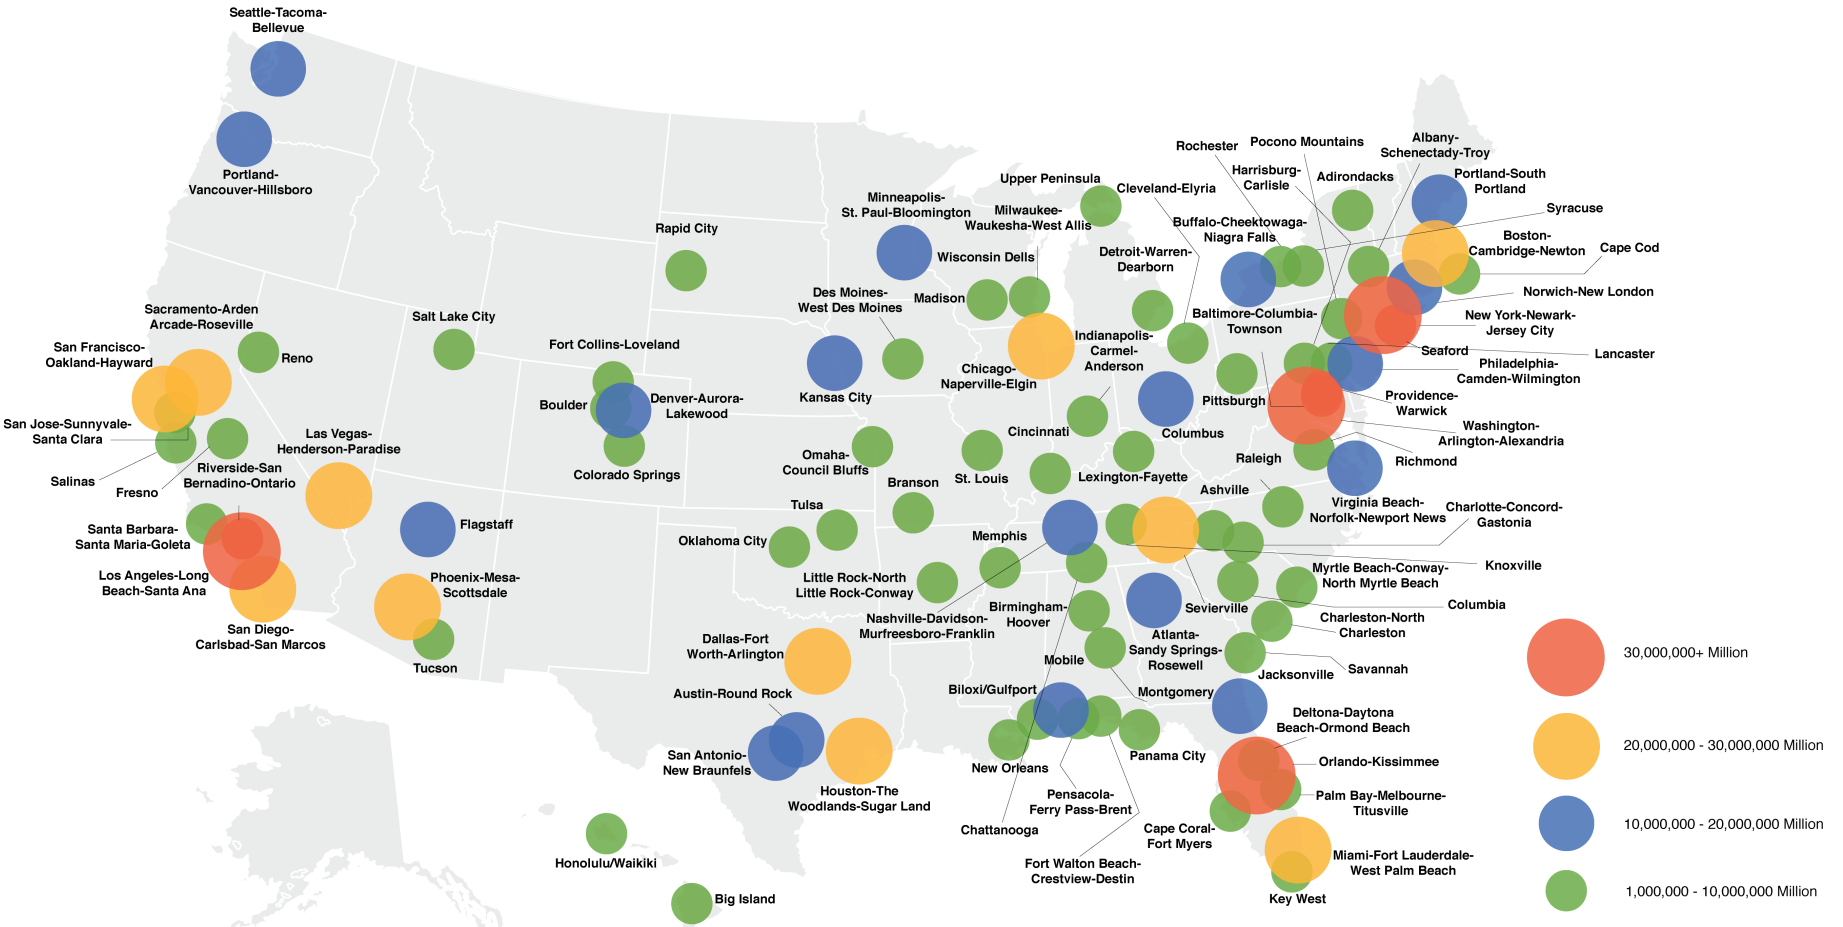 Seattle-Tacoma-
Bellevue
Portland-
Vancouver-Hillsboro
Sacramento-Arden
Arcade-Roseville
San Francisco-
Oakland-Hayward
Reno
San Jose-Sunnyvale-
Santa Clara
Salinas
Fresno
Riverside-San
Bernadino-Ontario
Las Vegas-
Henderson-Paradise
Santa Barbara-
Santa Maria-Goleta
Los Angeles-Long
Beach-Santa Ana
San Diego-
Carlsbad-San Marcos
Flagstaff
Phoenix-Mesa-
Scottsdale
Tucson
Salt Lake City
Rapid City
Fort Collins-Loveland
Boulder
Denver-Aurora-
Lakewood
Colorado Springs
Minneapolis-
St. Paul-Bloomington
Des Moines-
West Des Moines
Kansas City
Omaha-
Council Bluffs
Tulsa
Oklahoma City
Branson
Little Rock-North
Little Rock-Conway
Dallas-Fort
Worth-Arlington
Austin-Round Rock
San Antonio-
New Braunfels
Houston-The
Woodlands-Sugar Land
Honolulu/Waikiki
Big Island
Upper Peninsula
Milwaukee-
Waukesha-West Allis
Wisconsin Dells
Madison
Chicago-
Naperville-Elgin
Indianapolis-
Carmel-
Anderson
Cleveland-Elyria
Detroit-Warren-
Dearborn
Cincinnati
St. Louis
Lexington-Fayette
Columbus
Memphis
Nashville-Davidson-
Murfreesboro-Franklin
Birmingham-
Hoover
Mobile
Biloxi/Gulfport
New Orleans
Chattanooga
Pensacola-
Ferry Pass-Brent
Fort Walton Beach-
Crestview-Destin
Panama City
Montgomery
Atlanta-
Sandy Springs-
Rosewell
Sevierville
Rochester
Pocono Mountains
Harrisburg-
Carlisle
Buffalo-Cheektowaga-
Niagra Falls
Adirondacks
Albany-
Schenectady-Troy
Portland-South
Portland
Syracuse
Boston-
Cambridge-Newton
Cape Cod
Norwich-New London
New York-Newark-
Jersey City
Seaford
Lancaster
Philadelphia-
Camden-Wilmington
Baltimore-Columbia-
Townson
Pittsburgh
Providence-
Warwick
Washington-
Arlington-Alexandria
Richmond
Raleigh
Ashville
Virginia Beach-
Norfolk-Newport News
Charlotte-Concord-
Gastonia
Knoxville
Myrtle Beach-Conway-
North Myrtle Beach
Columbia
Charleston-North
Charleston
Savannah
Jacksonville
Deltona-Daytona
Beach-Ormond Beach
Orlando-Kissimmee
Palm Bay-Melbourne-
Titusville
Cape Coral-
Fort Myers
Miami-Fort Lauderdale-
West Palm Beach
Key West
30,000,000+ Million
20,000,000 - 30,000,000 Million
10,000,000 - 20,000,000 Million
1,000,000 - 10,000,000 Million